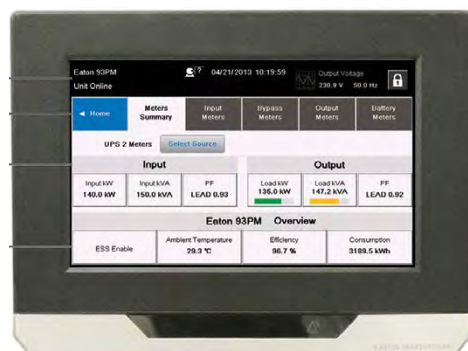 Eaton 93PM
04/21/2013 10:19:59
Output Voltage
Unit Online
230.9 V 50.0 Hz
Home
Meters Summary
Input Meters
Bypass Meters
Output Meters
Battery Meters
UPS 2 Meters
Select Source
Input
Output
Input kW
140.0 kW
Input kVA
150.0 kVA
PF
LEAD 0.93
Load kW
135.0 kW
Load kVA
147.2 kVA
PF
LEAD 0.92
Eaton 93PM Overview
ESS Enable
Ambient Temperature
29.3 °C
Efficiency
96.7 %
Consumption
3189.5 kWh